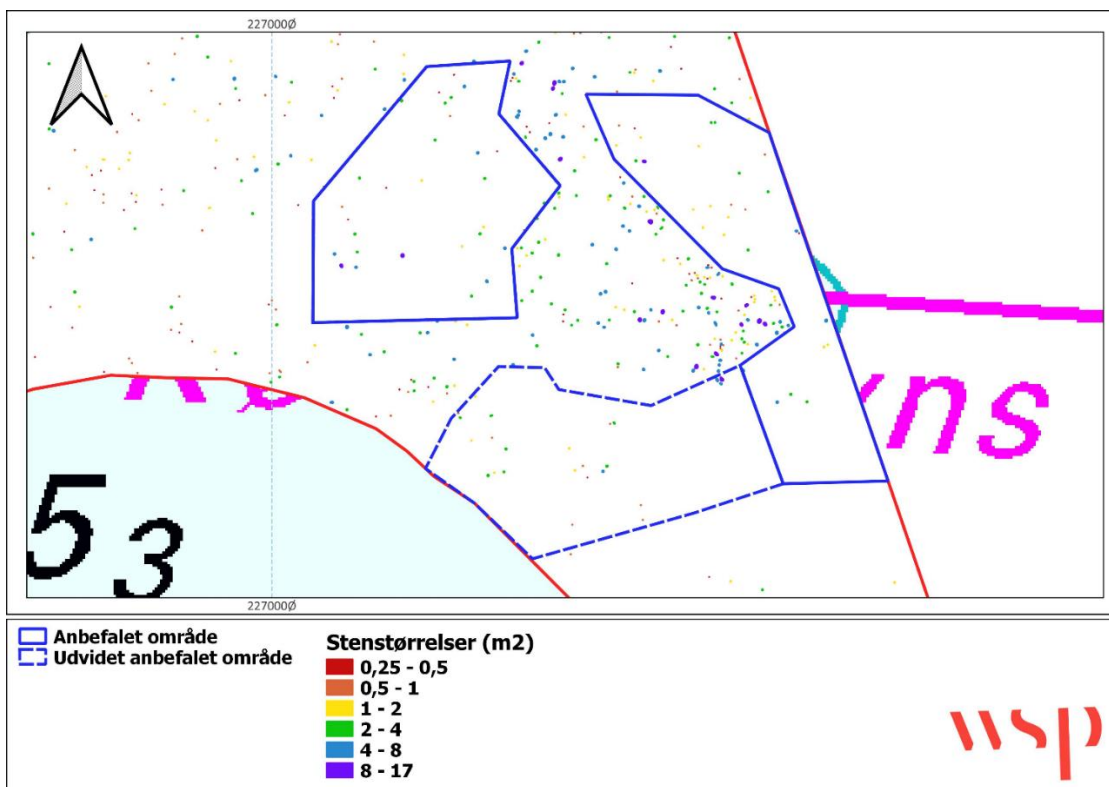 227000Ø
ns
53
227000Ø
Anbefalet område
Udvidet anbefalet område
Stenstørrelser (m2)
0,25 - 0,5
0,5 - 1
1 - 2
2 - 4
4 - 8
8 - 17
wsp